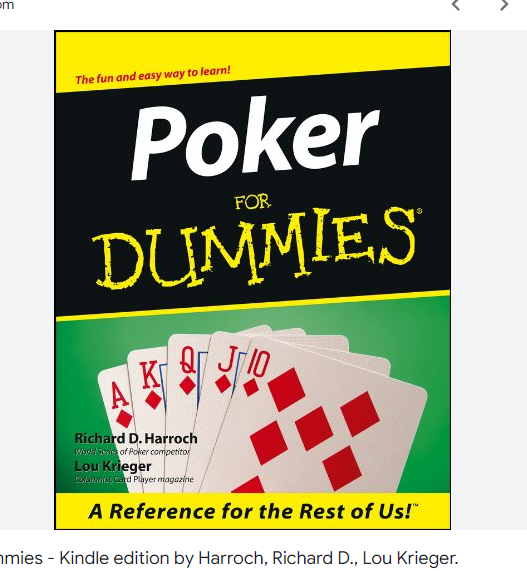 om
The fun and easy way to learn!
Poker
FOR
DUMMIES®
A
K
Q
J
10
Richard D. Harroch
World Series of Poker competitor
Lou Krieger
Columnist, Card Player magazine
A Reference for the Rest of Us!™
mmies - Kindle edition by Harroch, Richard D., Lou Krieger.